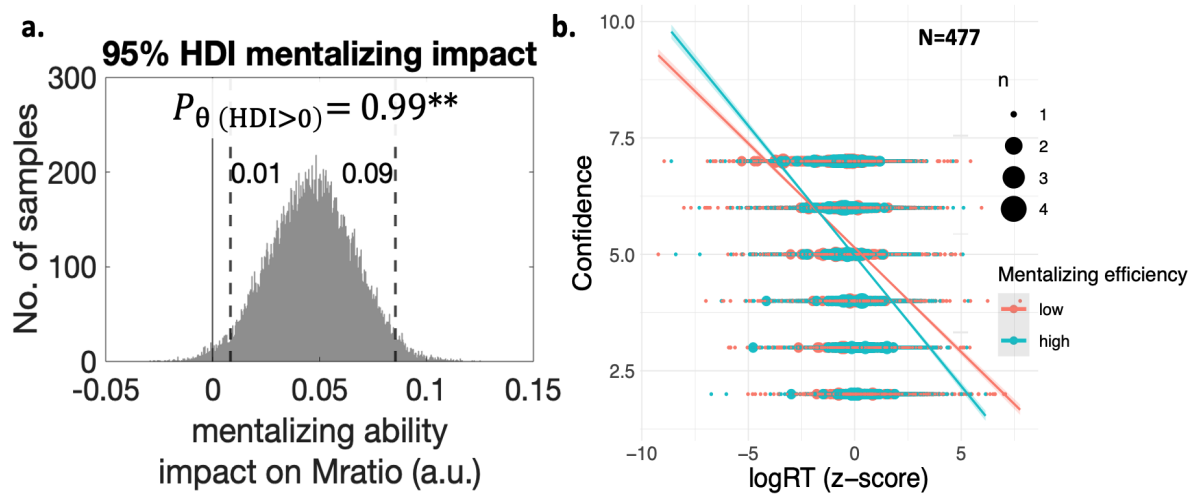 a.
95% HDI mentalizing impact
300
200
100
0
No. of samples
Pθ (HDI>0) = 0.99**
0.01
0.09
-0.05
0
0.05
0.1
0.15
mentalizing ability
impact on Mratio (a.u.)
b.
N=477
10.0
7.5
5.0
2.5
Confidence
−10
−5
0
5
logRT (z−score)
n
1
2
3
4
Mentalizing efficiency
low
high